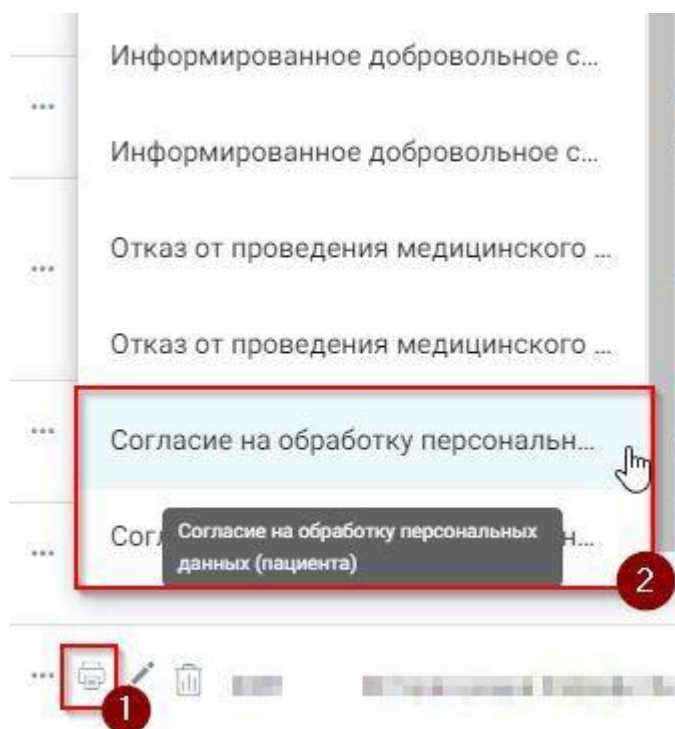 Информированное добровольное с...
Информированное добровольное с...
Отказ от проведения медицинского ...
Отказ от проведения медицинского ...
Согласие на обработку персональн...
Согласие на обработку персональных
данных (пациента)
н...
2
1